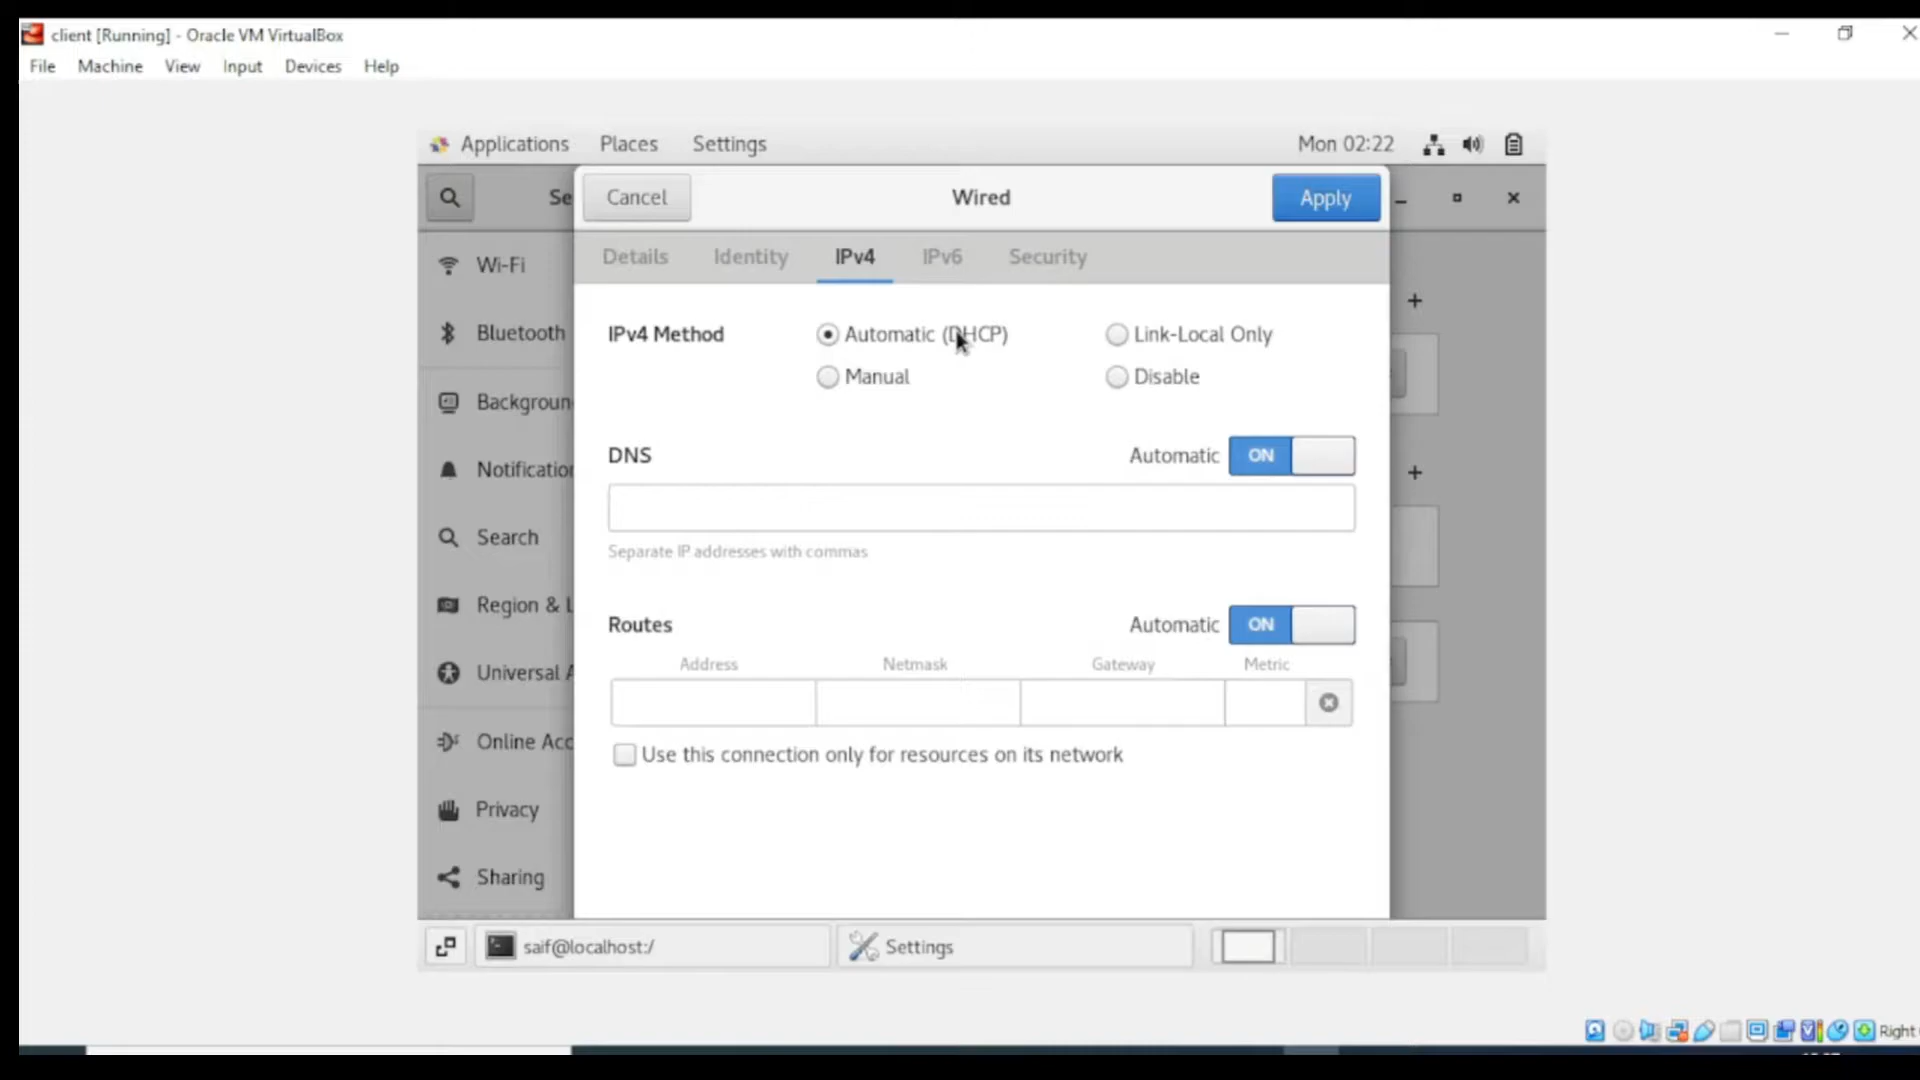 client [Running] - Oracle VM VirtualBox
File Machine View Input Devices Help
Applications Places Settings Mon 02:22
Se Cancel Wired Apply
Details Identity IPv4 IPv6 Security
Wi-Fi
Bluetooth
Backgroun
Notification
Search
Region & L
Universal A
Online Acc
Privacy
Sharing
IPv4 Method Automatic (DHCP) Link-Local Only
Manual Disable
DNS Automatic ON
Separate IP addresses with commas
Routes Automatic ON
Address Netmask Gateway Metric
Use this connection only for resources on its network
saif@localhost:/ Settings
Right